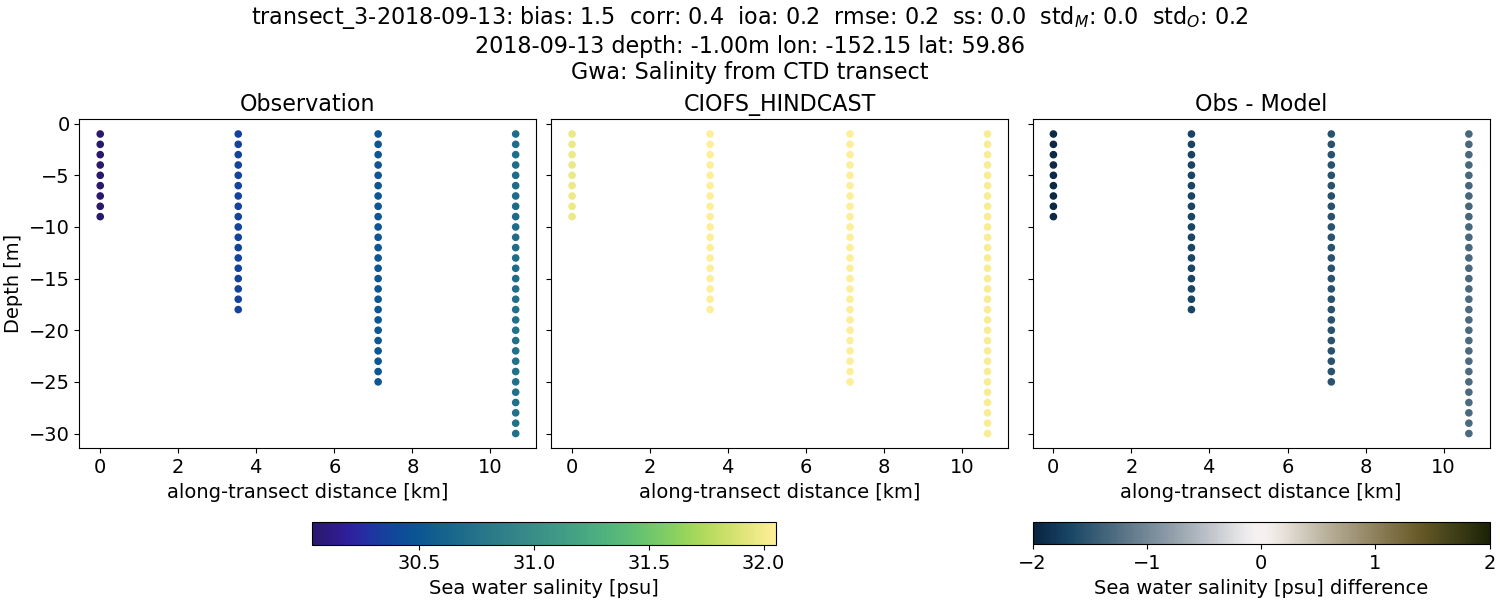 transect_3-2018-09-13: bias: 1.5 corr: 0.4 ioa: 0.2 rmse: 0.2 ss: 0.0 std_M: 0.0 std_O: 0.2
2018-09-13 depth: -1.00m lon: -152.15 lat: 59.86
Gwa: Salinity from CTD transect
Observation
CIOFS_HINDCAST
Obs - Model
0
−5
−10
−15
−20
−25
−30
Depth [m]
0 2 4 6 8 10
along-transect distance [km]
0 2 4 6 8 10
along-transect distance [km]
0 2 4 6 8 10
along-transect distance [km]
30.5 31.0 31.5 32.0
Sea water salinity [psu]
−2 −1 0 1 2
Sea water salinity [psu] difference